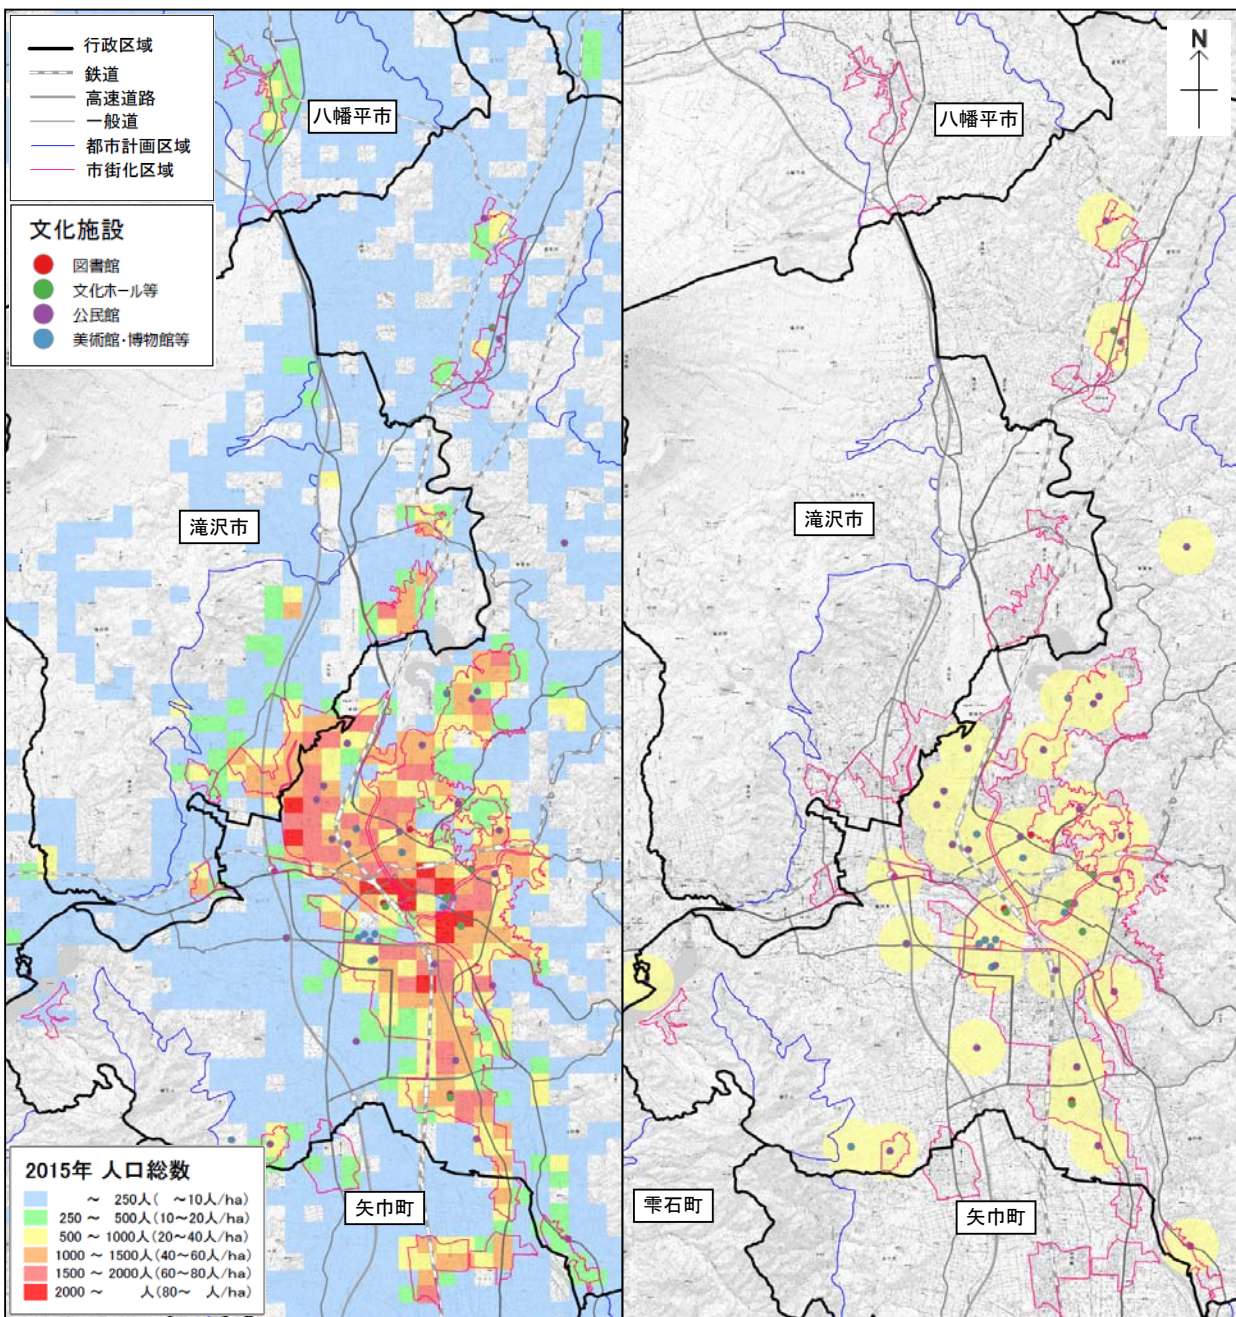 行政区域
鉄道
高速道路
一般道
都市計画区域
市街化区域
文化施設
図書館
文化ホール等
公民館
美術館・博物館等
八幡平市
滝沢市
矢巾町
2015年 人口総数
～ 250人( ～10人/ha)
250 ～ 500人(10～20人/ha)
500 ～ 1000人(20～40人/ha)
1000 ～ 1500人(40～60人/ha)
1500 ～ 2000人(60～80人/ha)
2000 ～ 人(80～ 人/ha)
N
八幡平市
滝沢市
雫石町
矢巾町